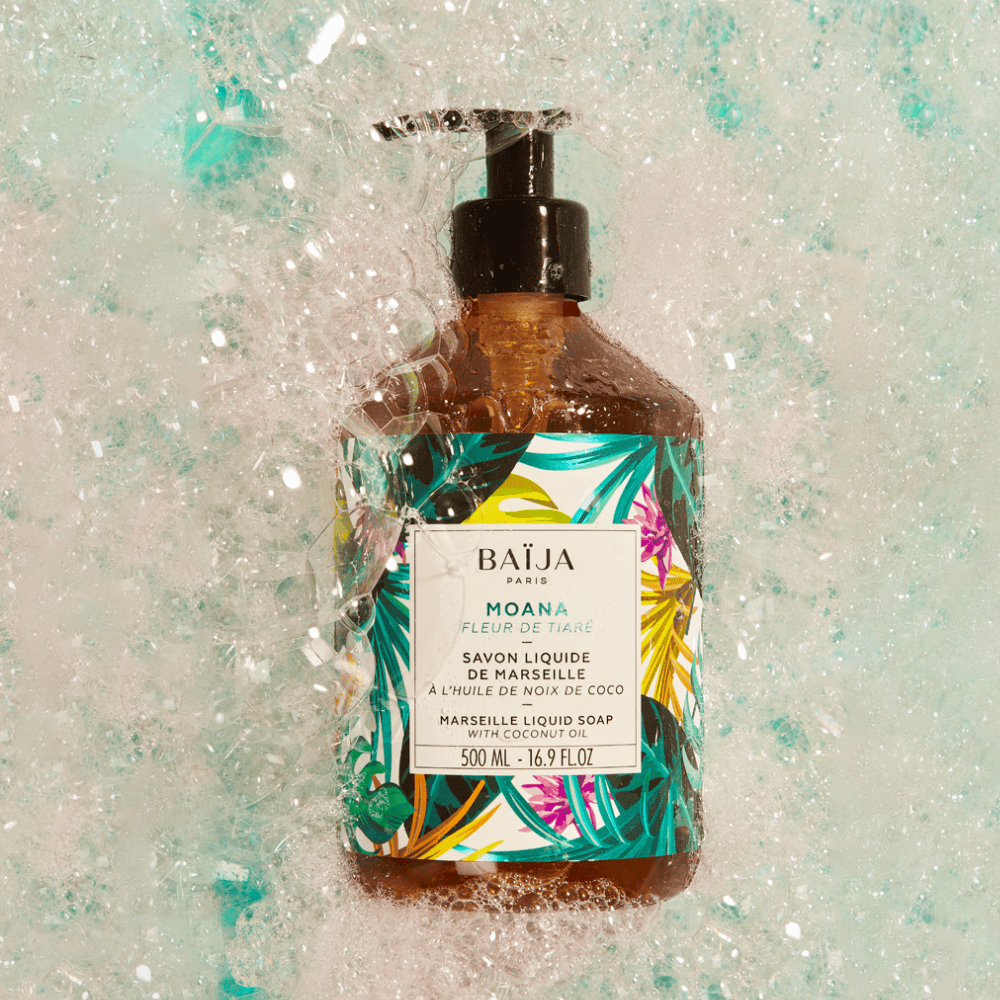 BAÏJA
PARIS
MOANA
FLEUR DE TIARÉ
SAVON LIQUIDE
DE MARSEILLE
À L'HUILE DE NOIX DE COCO
MARSEILLE LIQUID SOAP
WITH COCONUT OIL
500 ML - 16.9 FL.OZ